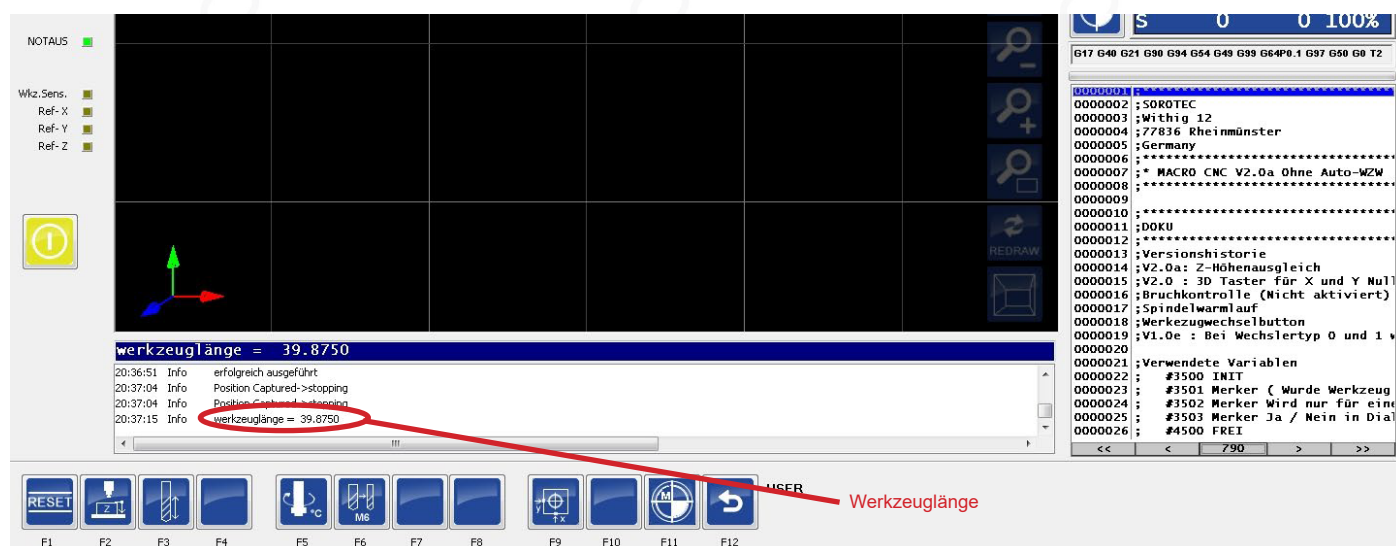 S 0 0 100%
NOTAUS
G17 G40 G21 G90 G94 G54 G49 G99 G64P0.1 G97 G50 G0 T2
Wkz.Sens.
Ref- X
Ref- Y
Ref- Z
REDRAW
0000001 ;**********************************
0000002 ;SOROTEC
0000003 ;Withig 12
0000004 ;77836 Rheinmünster
0000005 ;Germany
0000006 ;**********************************
0000007 ;* MACRO CNC V2.0a Ohne Auto-WZW
0000008 ;**********************************
0000009
0000010 ;**********************************
0000011 ;DOKU
0000012 ;**********************************
0000013 ;Versionshistorie
0000014 ;V2.0a: Z-Höhenausgleich
0000015 ;V2.0 : 3D Taster für X und Y Null
0000016 ;Bruchkontrolle (Nicht aktiviert)
0000017 ;Spindelwarmlauf
0000018 ;Werkezugwechselbutton
0000019 ;V1.0e : Bei Wechslertyp 0 und 1 w
0000020
0000021 ;Verwendete Variablen
0000022 ; #3500 INIT
0000023 ; #3501 Merker ( Wurde Werkzeug
0000024 ; #3502 Merker Wird nur für eine
0000025 ; #3503 Merker Ja / Nein in Dial
0000026 ; #4500 FREI
<< < 790 > >>
werkzeuglänge = 39.8750
20:36:51 Info erfolgreich ausgeführt
20:37:04 Info Position Captured->stopping
20:37:04 Info Position Captured->stopping
20:37:15 Info werkzeuglänge = 39.8750
RESET Z °C M6 y x M USER
Werkzeuglänge
F1 F2 F3 F4 F5 F6 F7 F8 F9 F10 F11 F12